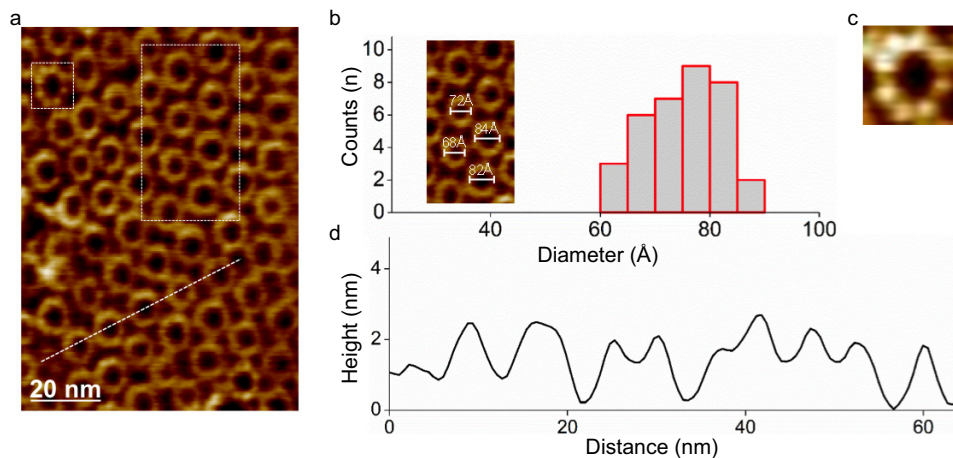 a
20 nm
b
10
8
6
4
2
0
Counts (n)
72Å
84Å
68Å
82Å
40
60
80
100
Diameter (Å)
c
d
4
2
0
Height (nm)
0
20
40
60
Distance (nm)